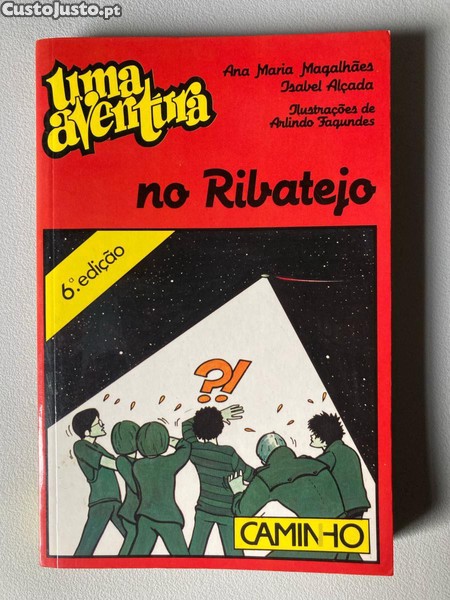 CustoJusto.pt
uma
aventura
Ana Maria Magalhães
Isabel Alçada
Ilustrações de
Arlindo Fagundes
no Ribatejo
6.ª edição
?!
CAMINHO